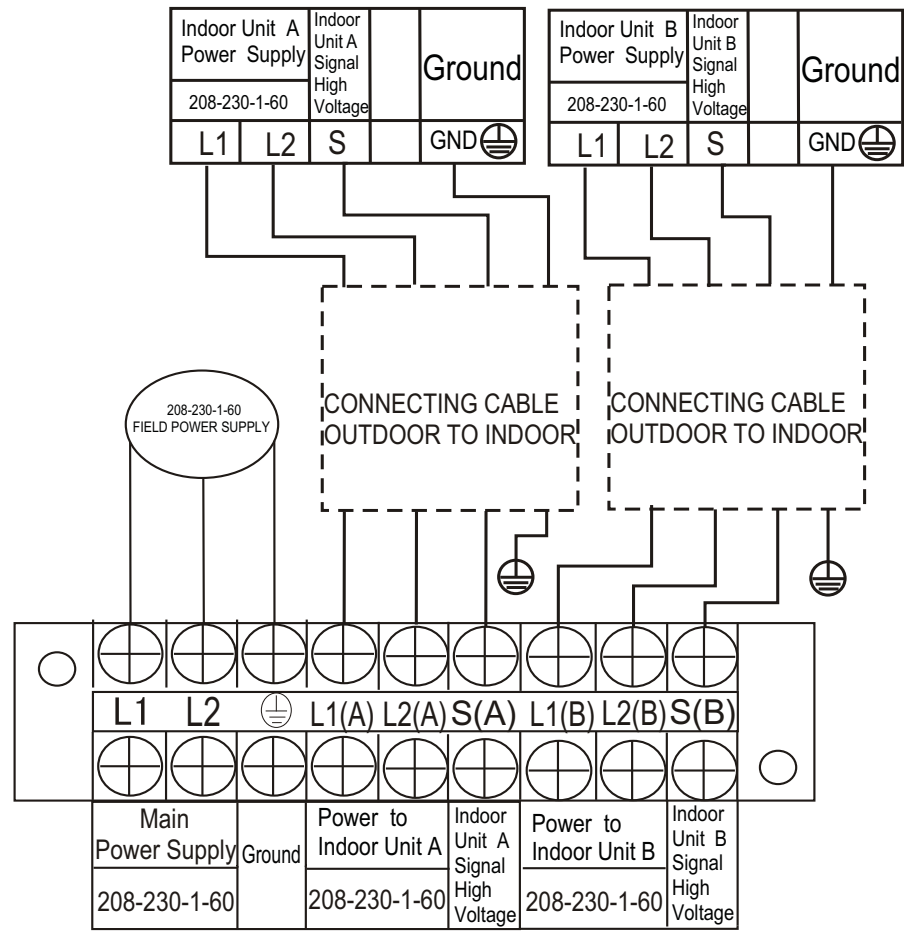 Indoor Unit A
Power Supply
208-230-1-60
Indoor
Unit A
Signal
High
Voltage
Ground
L1 L2 S GND
Indoor Unit B
Power Supply
208-230-1-60
Indoor
Unit B
Signal
High
Voltage
Ground
L1 L2 S GND
208-230-1-60
FIELD POWER SUPPLY
CONNECTING CABLE
OUTDOOR TO INDOOR
CONNECTING CABLE
OUTDOOR TO INDOOR
L1 L2 L1(A) L2(A) S(A) L1(B) L2(B) S(B)
Main
Power Supply
208-230-1-60
Ground
Power to
Indoor Unit A
208-230-1-60
Indoor
Unit A
Signal
High
Voltage
Power to
Indoor Unit B
208-230-1-60
Indoor
Unit B
Signal
High
Voltage